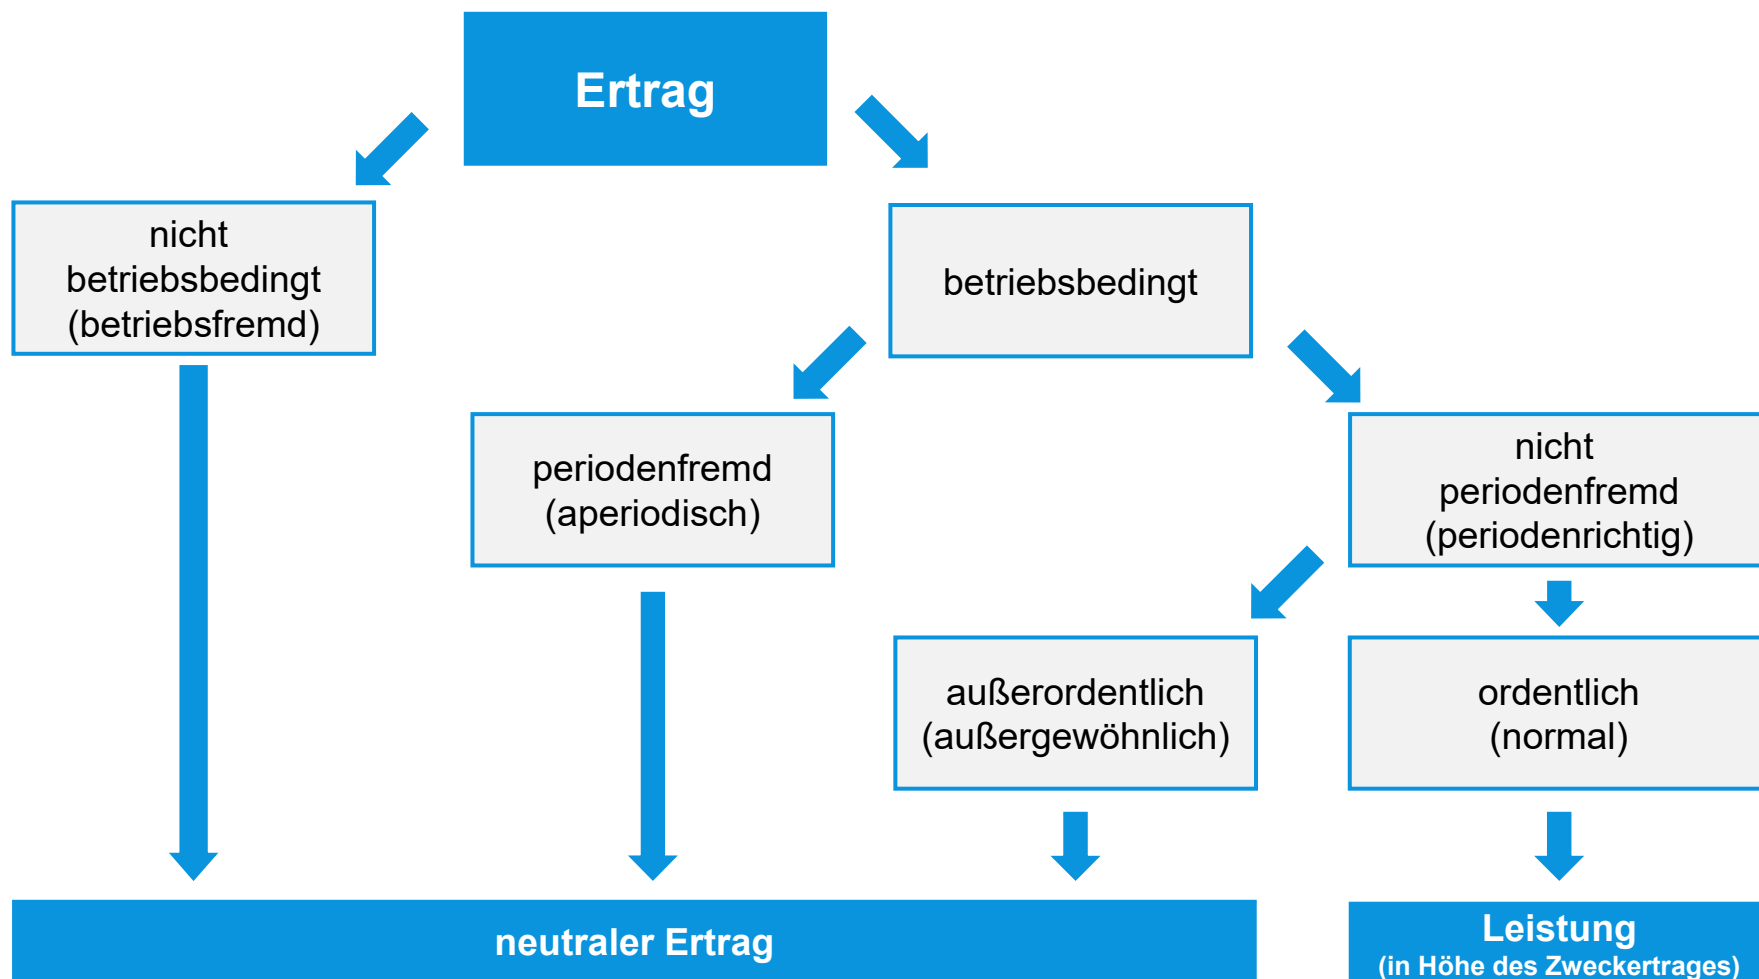 Ertrag
nicht
betriebsbedingt
(betriebsfremd)
betriebsbedingt
periodenfremd
(aperiodisch)
nicht
periodenfremd
(periodenrichtig)
außerordentlich
(außergewöhnlich)
ordentlich
(normal)
neutraler Ertrag
Leistung
(in Höhe des Zweckertrages)